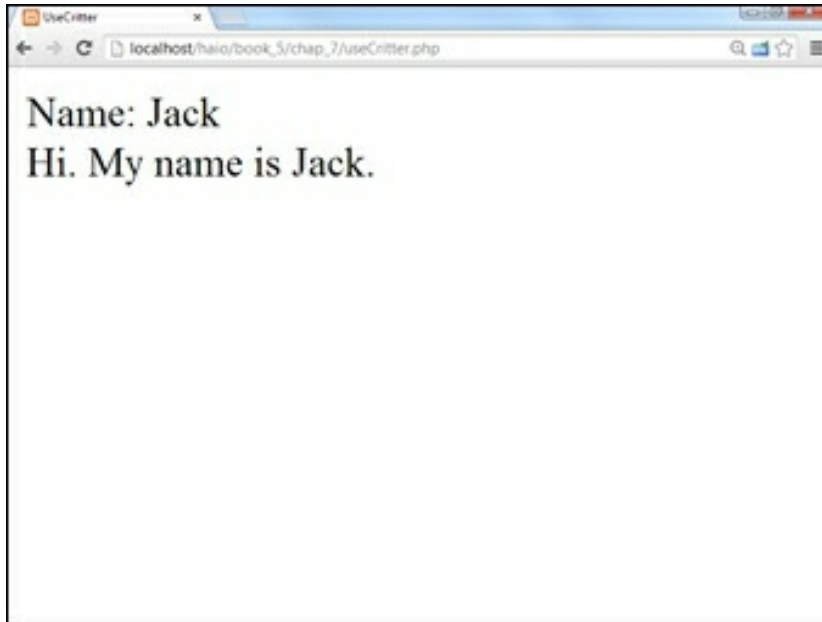 UseCritter
localhost/haio/book_5/chap_7/useCritter.php
Name: Jack
Hi. My name is Jack.